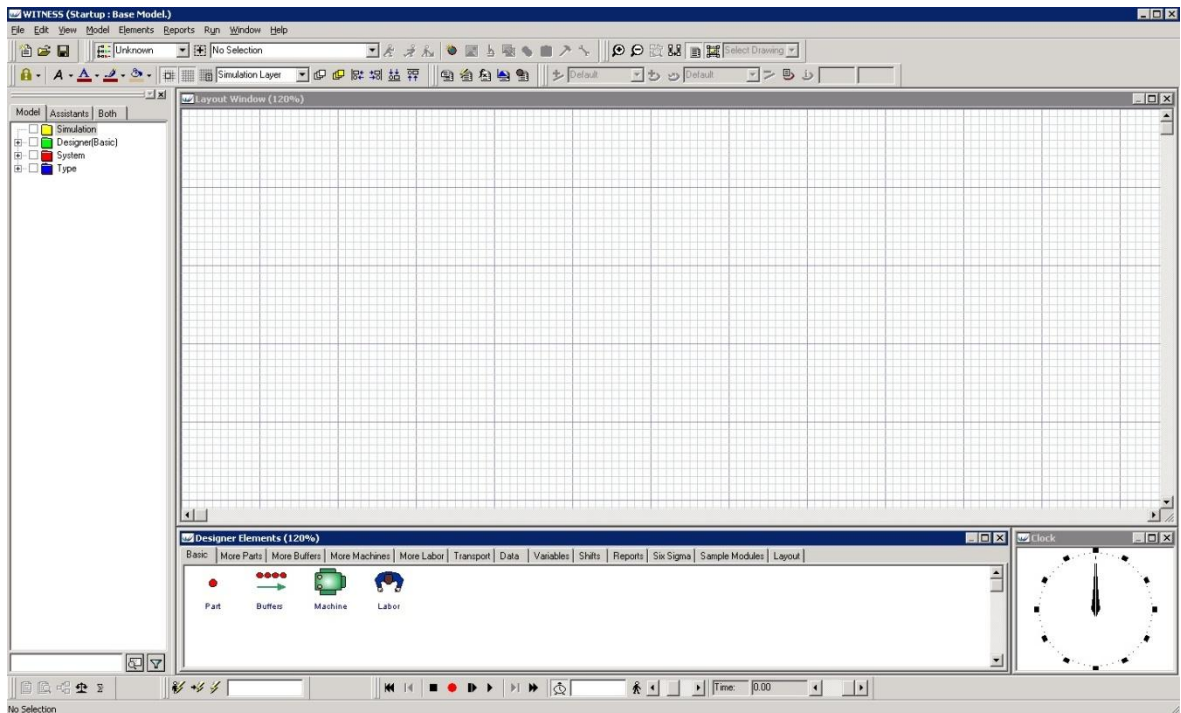 WITNESS (Startup : Base Model.)
File Edit View Model Elements Reports Run Window Help
Unknown No Selection Select Drawing
Simulation Layer Default Default
Layout Window (120%)
Model Assistants Both
Simulation
Designer(Basic)
System
Type
Designer Elements (120%)
Basic More Parts More Buffers More Machines More Labor Transport Data Variables Shifts Reports Six Sigma Sample Modules Layout
Part Buffers Machine Labor
Clock
Time: 0.00
No Selection